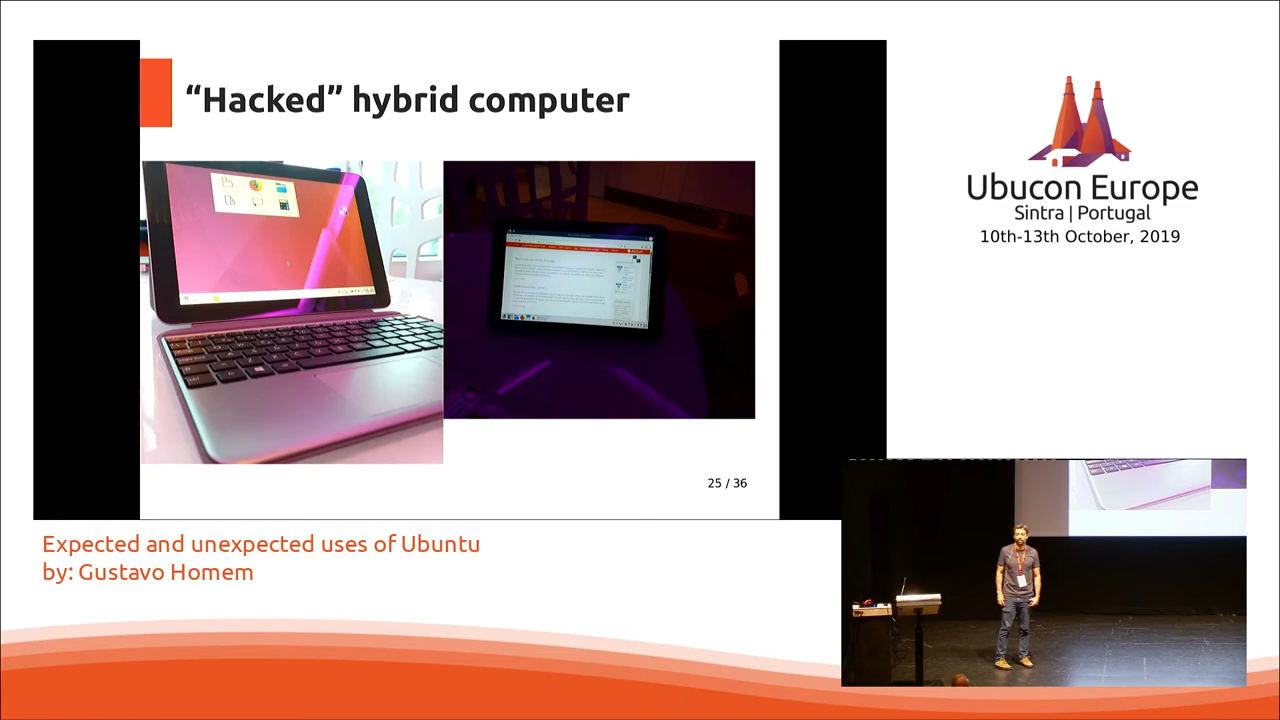 “Hacked” hybrid computer
25 / 36
Ubucon Europe
Sintra | Portugal
10th-13th October, 2019
Expected and unexpected uses of Ubuntu
by: Gustavo Homem